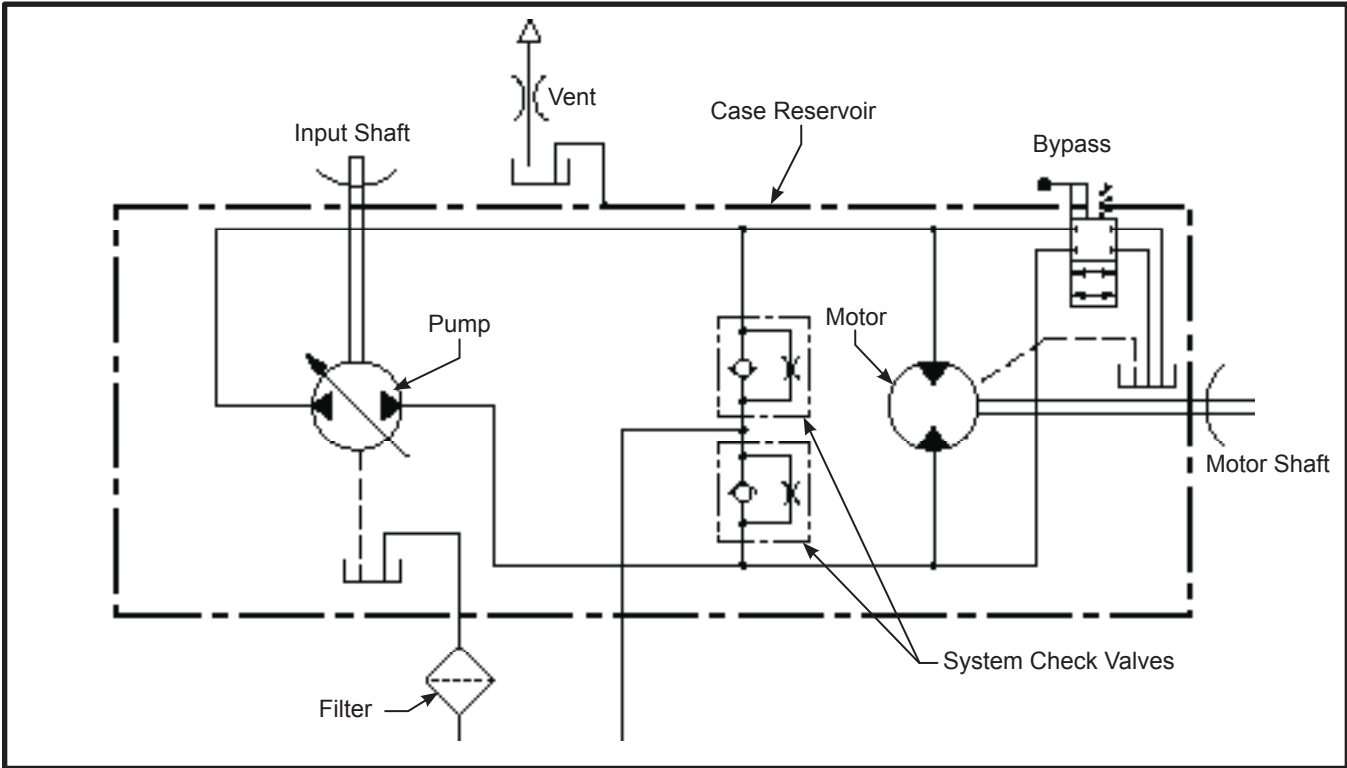 Vent
Case Reservoir
Input Shaft
Bypass
Pump
Motor
Motor Shaft
System Check Valves
Filter